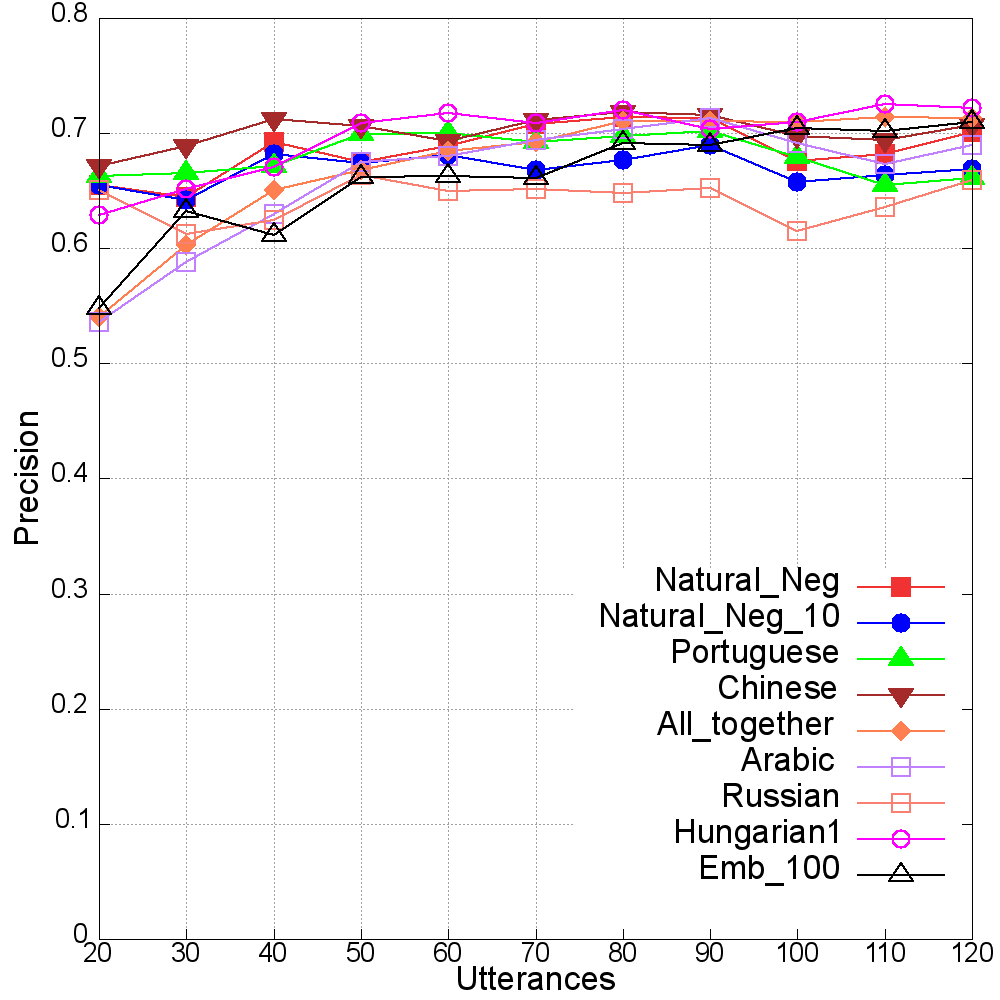 0.8
0.7
0.6
0.5
0.4
0.3
0.2
0.1
0
Precision
Natural_Neg
Natural_Neg_10
Portuguese
Chinese
All_together
Arabic
Russian
Hungarian1
Emb_100
20 30 40 50 60 70 80 90 100 110 120
Utterances